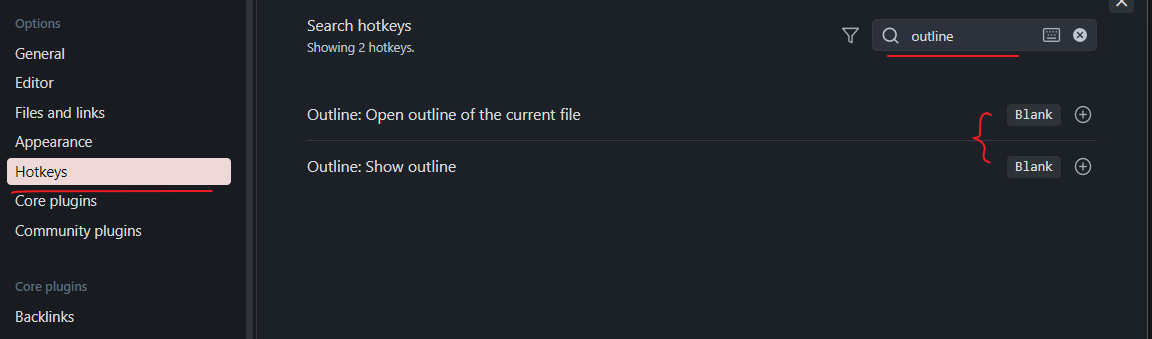 Options
General
Editor
Files and links
Appearance
Hotkeys
Core plugins
Community plugins
Core plugins
Backlinks
Search hotkeys
Showing 2 hotkeys.
outline
Outline: Open outline of the current file
Blank
Outline: Show outline
Blank